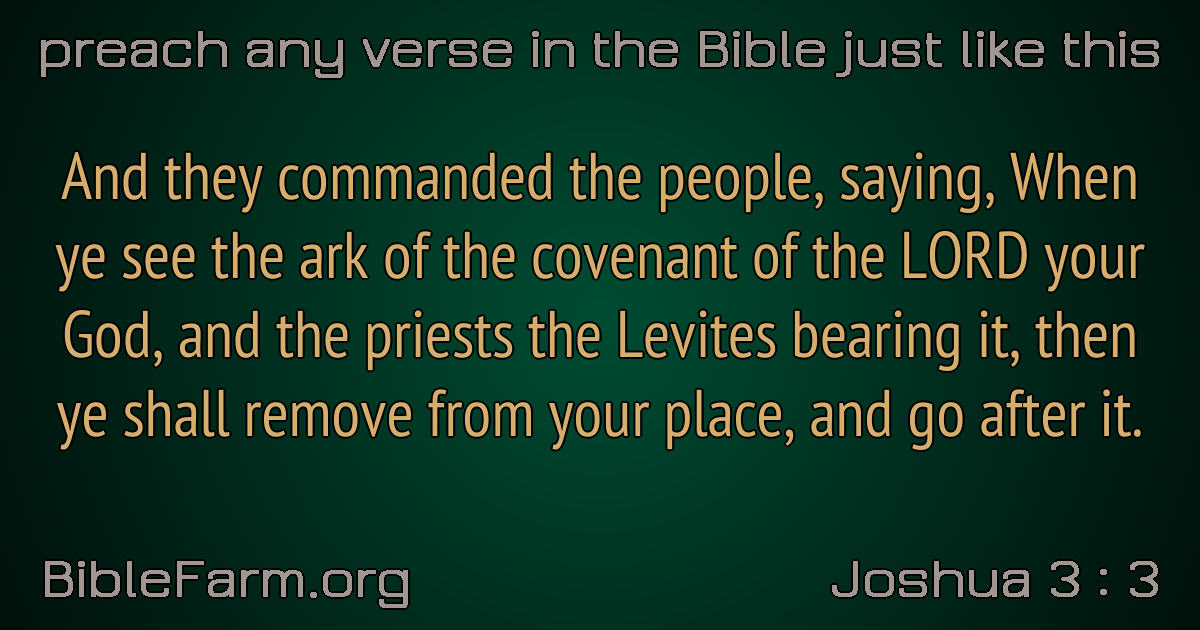 preach any verse in the Bible just like this
And they commanded the people, saying, When
ye see the ark of the covenant of the LORD your
God, and the priests the Levites bearing it, then
ye shall remove from your place, and go after it.
BibleFarm.org
Joshua 3 : 3